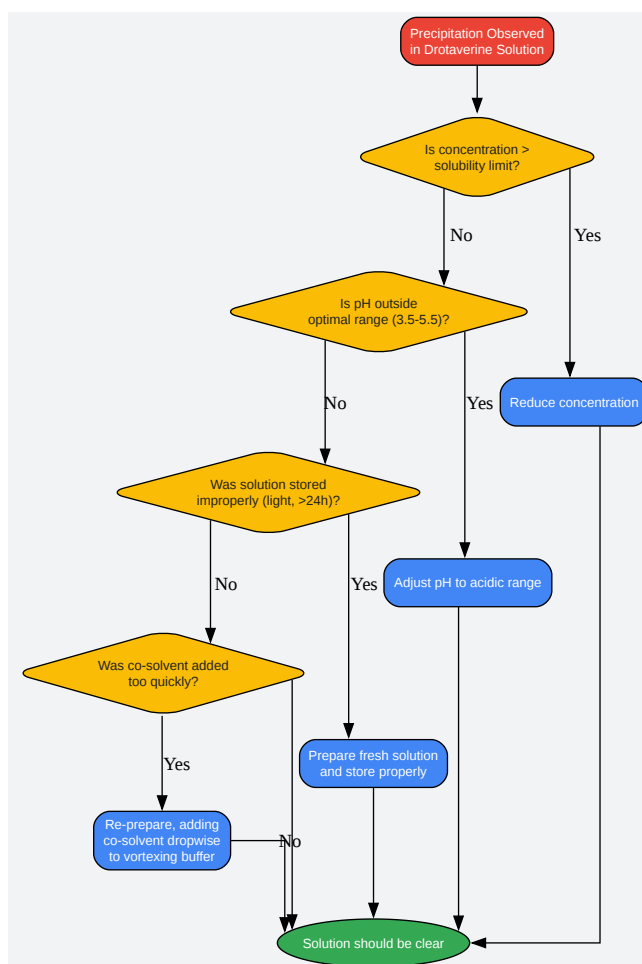 Precipitation Observed
in Drotaverine Solution
Is concentration >
solubility limit?
No
Yes
Is pH outside
optimal range (3.5-5.5)?
No
Yes
Reduce concentration
Was solution stored
improperly (light, >24h)?
No
Yes
Adjust pH to acidic range
Was co-solvent added
too quickly?
Yes
Prepare fresh solution
and store properly
Re-prepare, adding
co-solvent dropwise
to vortexing buffer
No
Solution should be clear